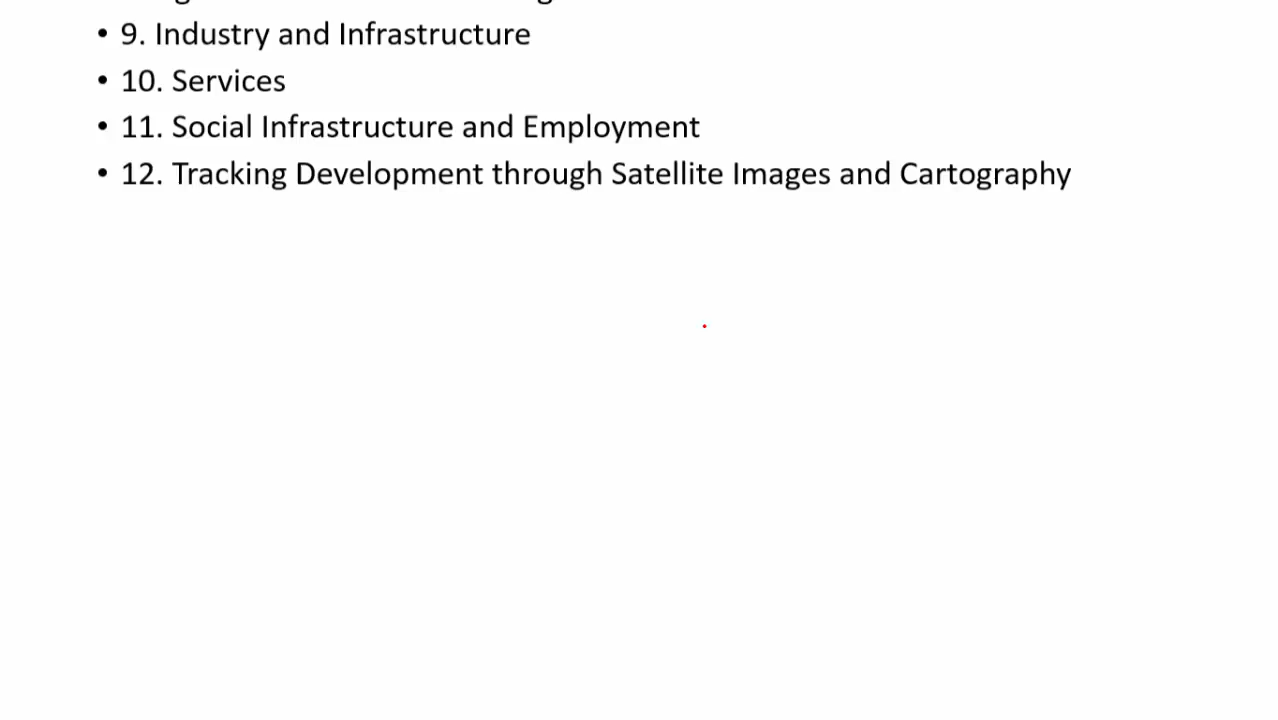 • 9. Industry and Infrastructure
• 10. Services
• 11. Social Infrastructure and Employment
• 12. Tracking Development through Satellite Images and Cartography